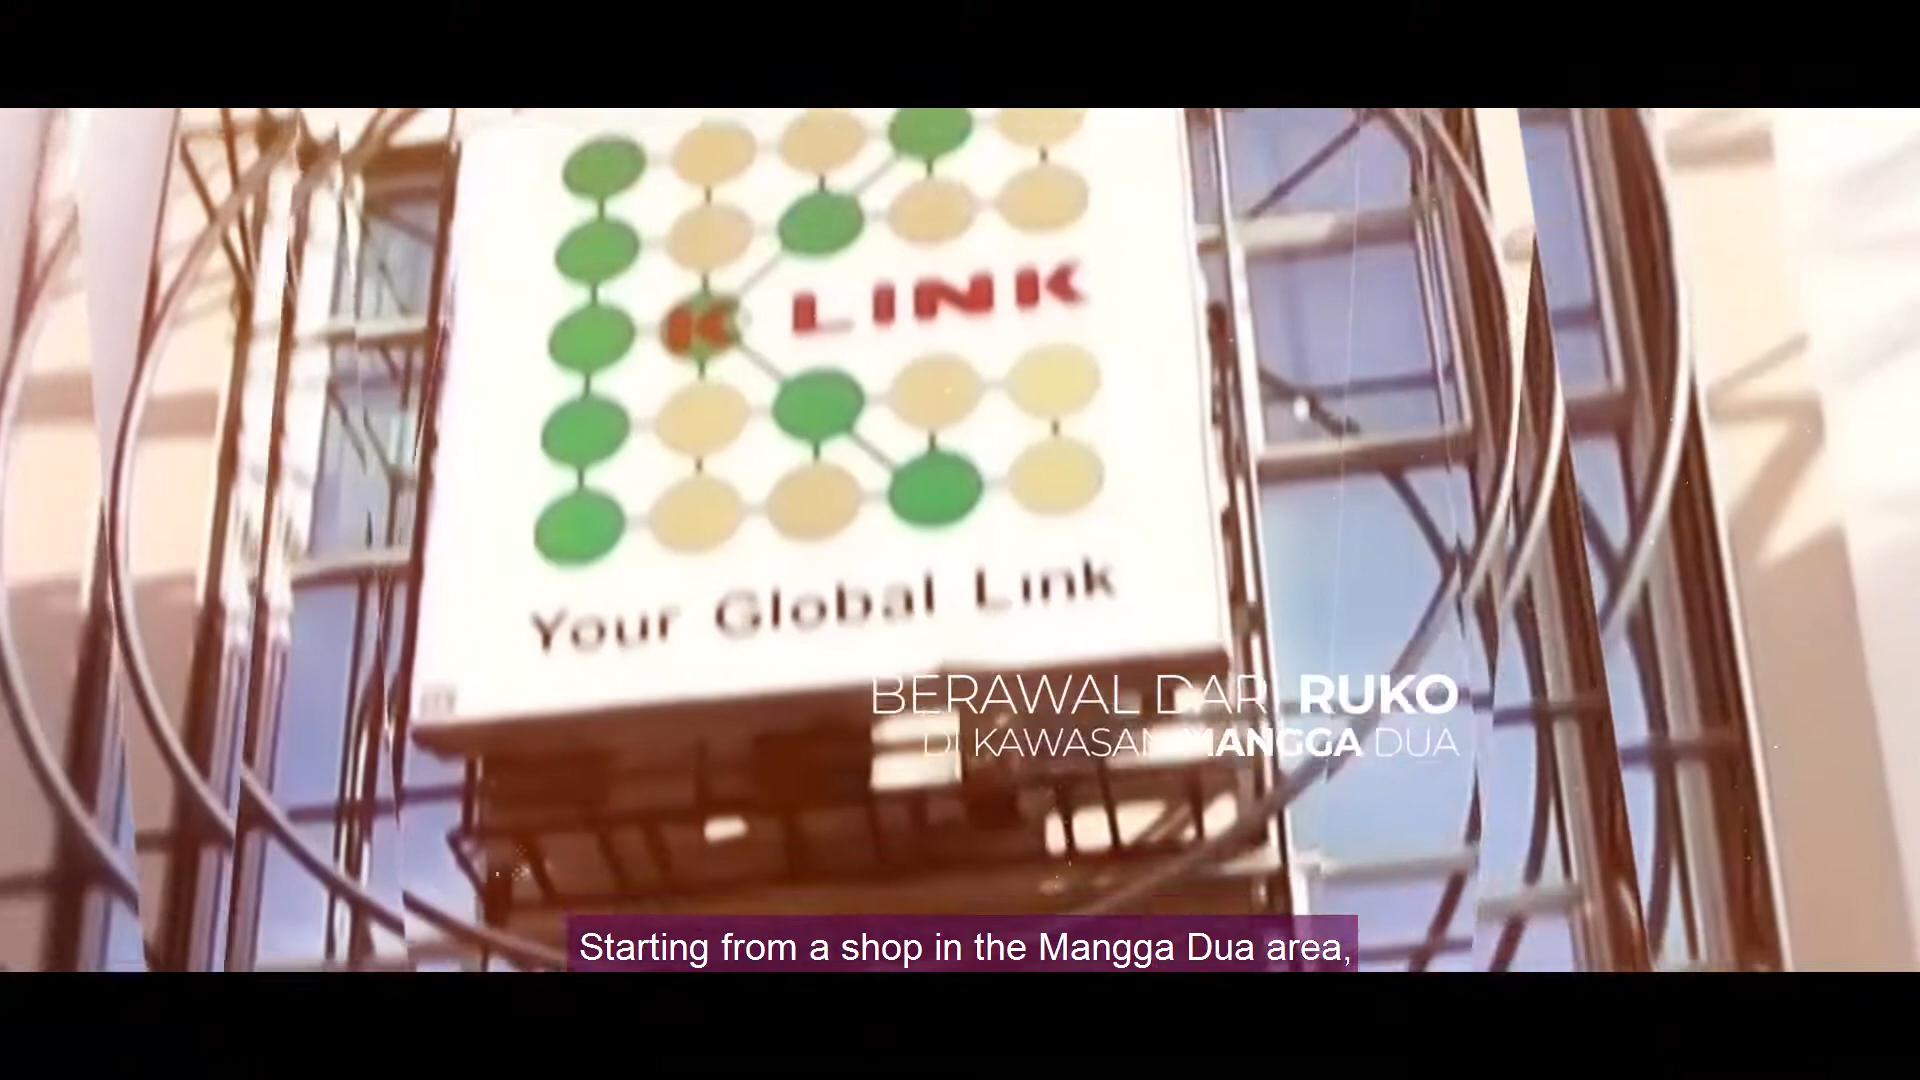 K LINK
Your Global Link
BERAWAL DARI RUKO
DI KAWASAN MANGGA DUA
Starting from a shop in the Mangga Dua area,